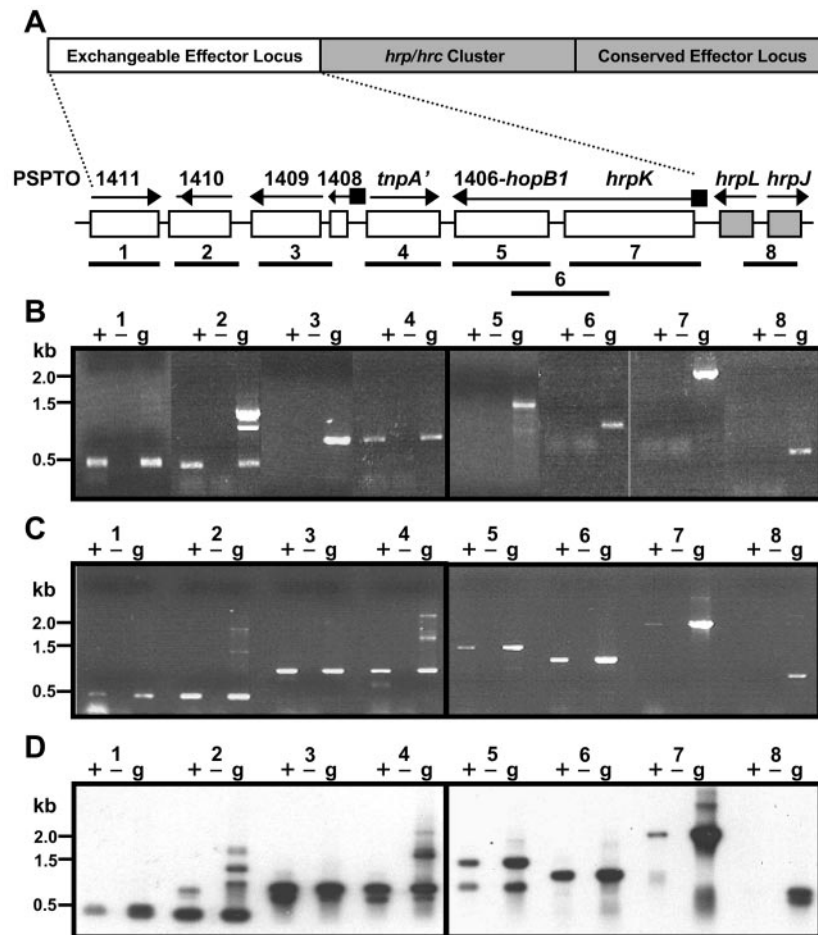 A
Exchangeable Effector Locus hrp/hrc Cluster Conserved Effector Locus
PSPTO 1411 1410 1409 1408 tnpA' 1406-hopB1 hrpK hrpL hrpJ
1 2 3 4 5 7 8
6
B
1 2 3 4 5 6 7 8
+ – g + – g + – g + – g + – g + – g + – g + – g
kb
2.0
1.5
0.5
C
1 2 3 4 5 6 7 8
+ – g + – g + – g + – g + – g + – g + – g + – g
kb
2.0
1.5
0.5
D
1 2 3 4 5 6 7 8
+ – g + – g + – g + – g + – g + – g + – g + – g
kb
2.0
1.5
0.5